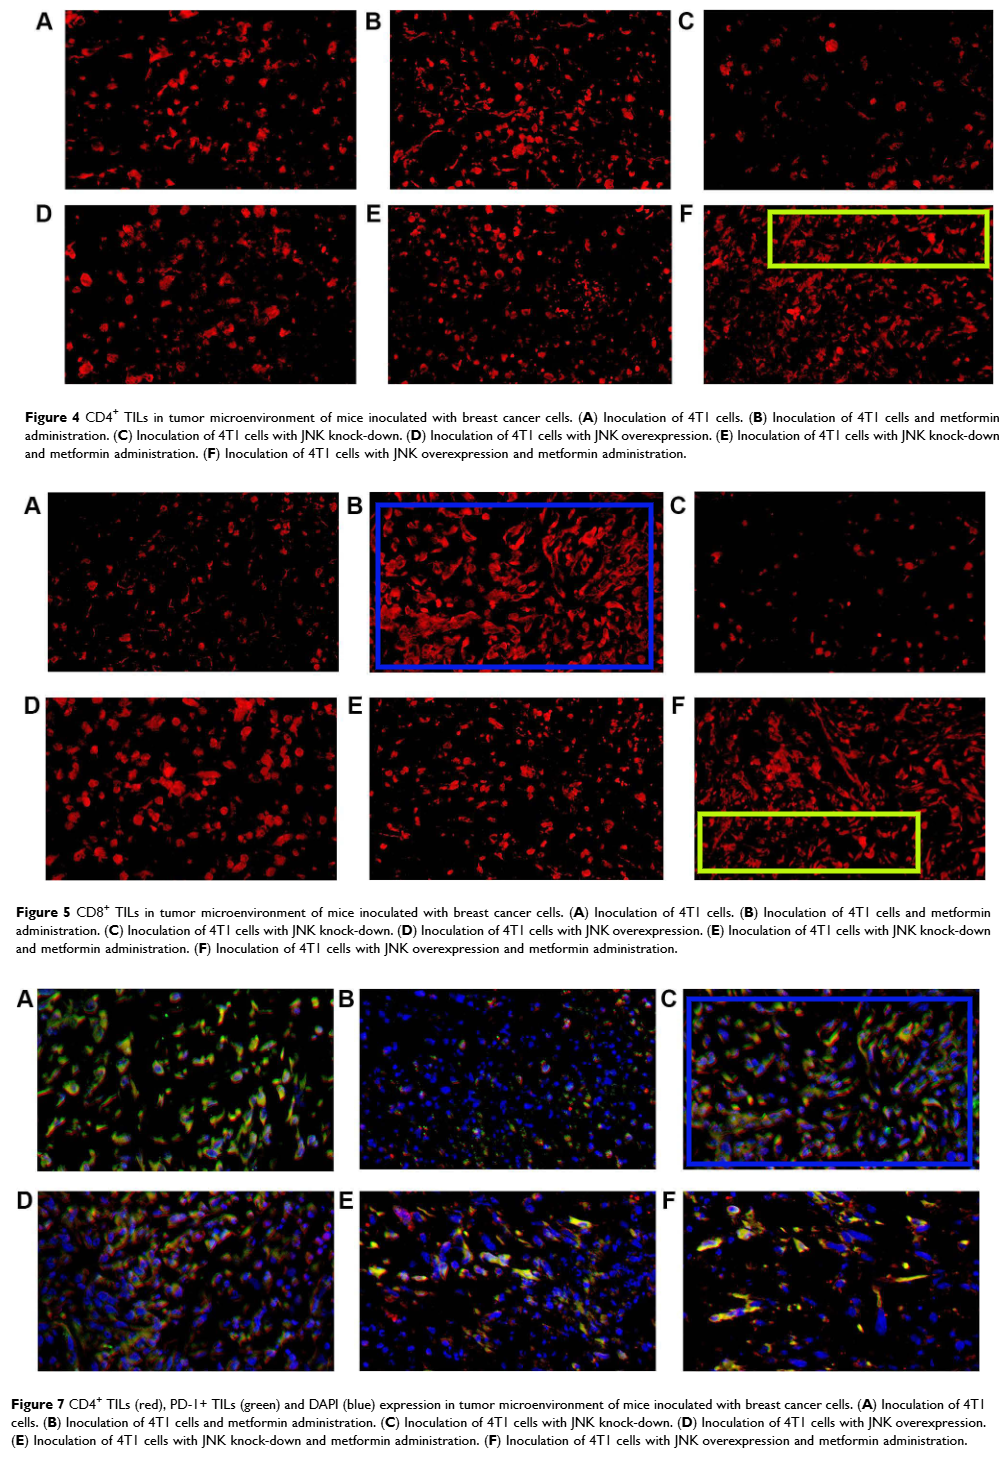 A B C
D E F
Figure 4 CD4+ TILs in tumor microenvironment of mice inoculated with breast cancer cells. (A) Inoculation of 4T1 cells. (B) Inoculation of 4T1 cells and metformin
administration. (C) Inoculation of 4T1 cells with JNK knock-down. (D) Inoculation of 4T1 cells with JNK overexpression. (E) Inoculation of 4T1 cells with JNK knock-down
and metformin administration. (F) Inoculation of 4T1 cells with JNK overexpression and metformin administration.
A B C
D E F
Figure 5 CD8+ TILs in tumor microenvironment of mice inoculated with breast cancer cells. (A) Inoculation of 4T1 cells. (B) Inoculation of 4T1 cells and metformin
administration. (C) Inoculation of 4T1 cells with JNK knock-down. (D) Inoculation of 4T1 cells with JNK overexpression. (E) Inoculation of 4T1 cells with JNK knock-down
and metformin administration. (F) Inoculation of 4T1 cells with JNK overexpression and metformin administration.
A B C
D E F
Figure 7 CD4+ TILs (red), PD-1+ TILs (green) and DAPI (blue) expression in tumor microenvironment of mice inoculated with breast cancer cells. (A) Inoculation of 4T1
cells. (B) Inoculation of 4T1 cells and metformin administration. (C) Inoculation of 4T1 cells with JNK knock-down. (D) Inoculation of 4T1 cells with JNK overexpression.
(E) Inoculation of 4T1 cells with JNK knock-down and metformin administration. (F) Inoculation of 4T1 cells with JNK overexpression and metformin administration.